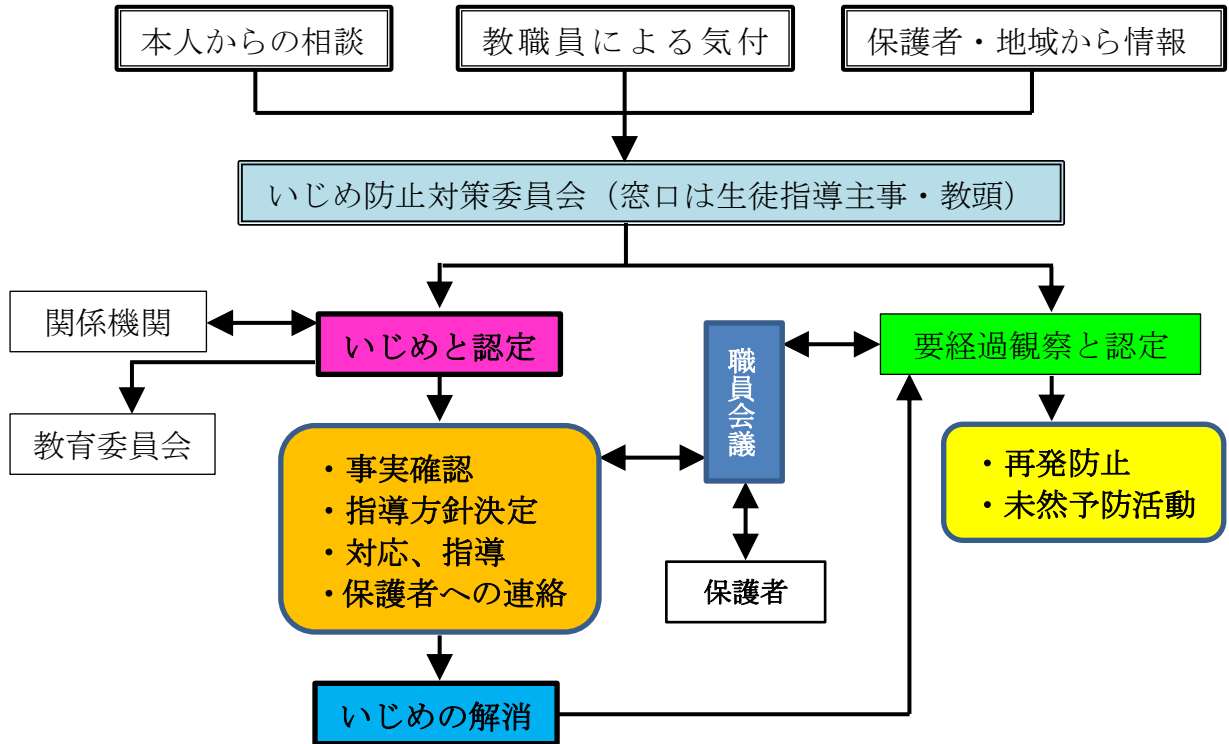 本人からの相談
教職員による気付
保護者・地域から情報
いじめ防止対策委員会（窓口は生徒指導主事・教頭）
関係機関
いじめと認定
職員会議
要経過観察と認定
教育委員会
・事実確認
・指導方針決定
・対応、指導
・保護者への連絡
・再発防止
・未然予防活動
保護者
いじめの解消